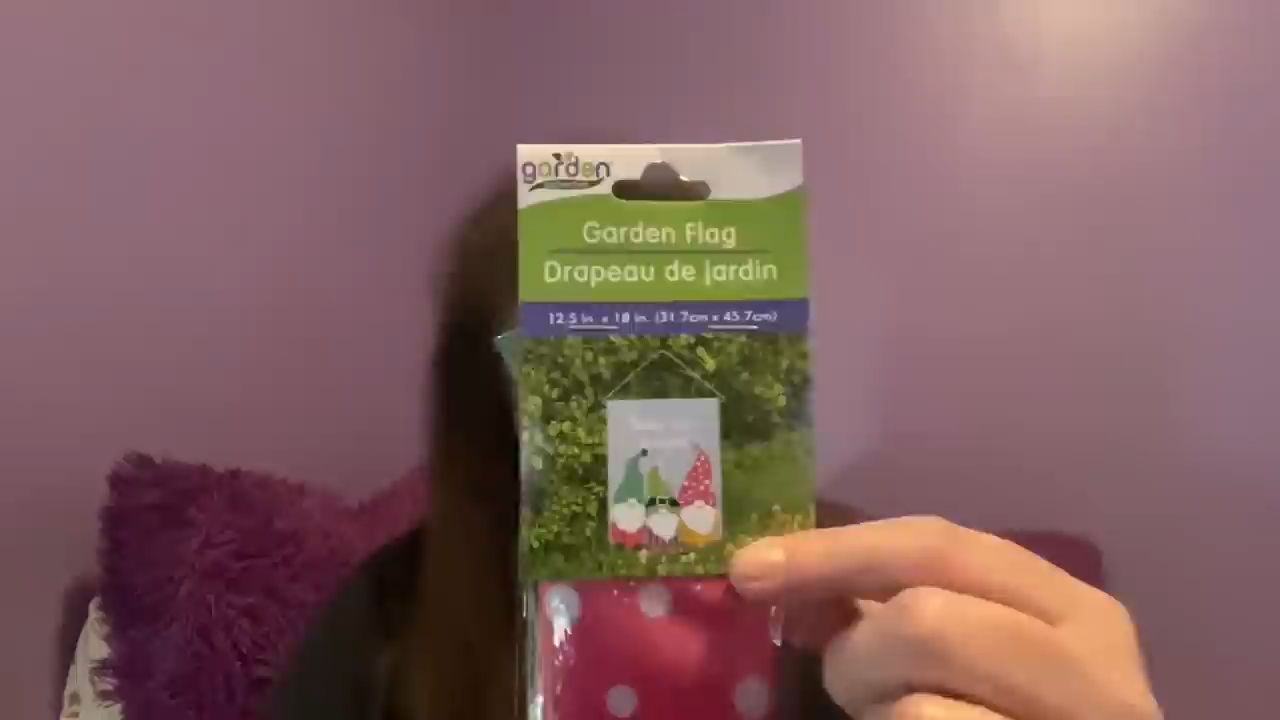 garden
Garden Flag
Drapeau de jardin
12.5 in. x 18 in. (31.7cm x 45.7cm)